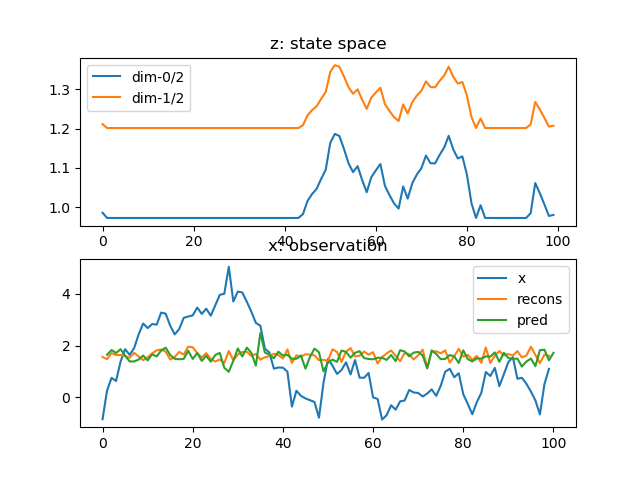 z: state space
1.3
1.2
1.1
1.0
dim-0/2
dim-1/2
0 20 40 60 80 100
x: observation
4
2
0
x
recons
pred
0 20 40 60 80 100